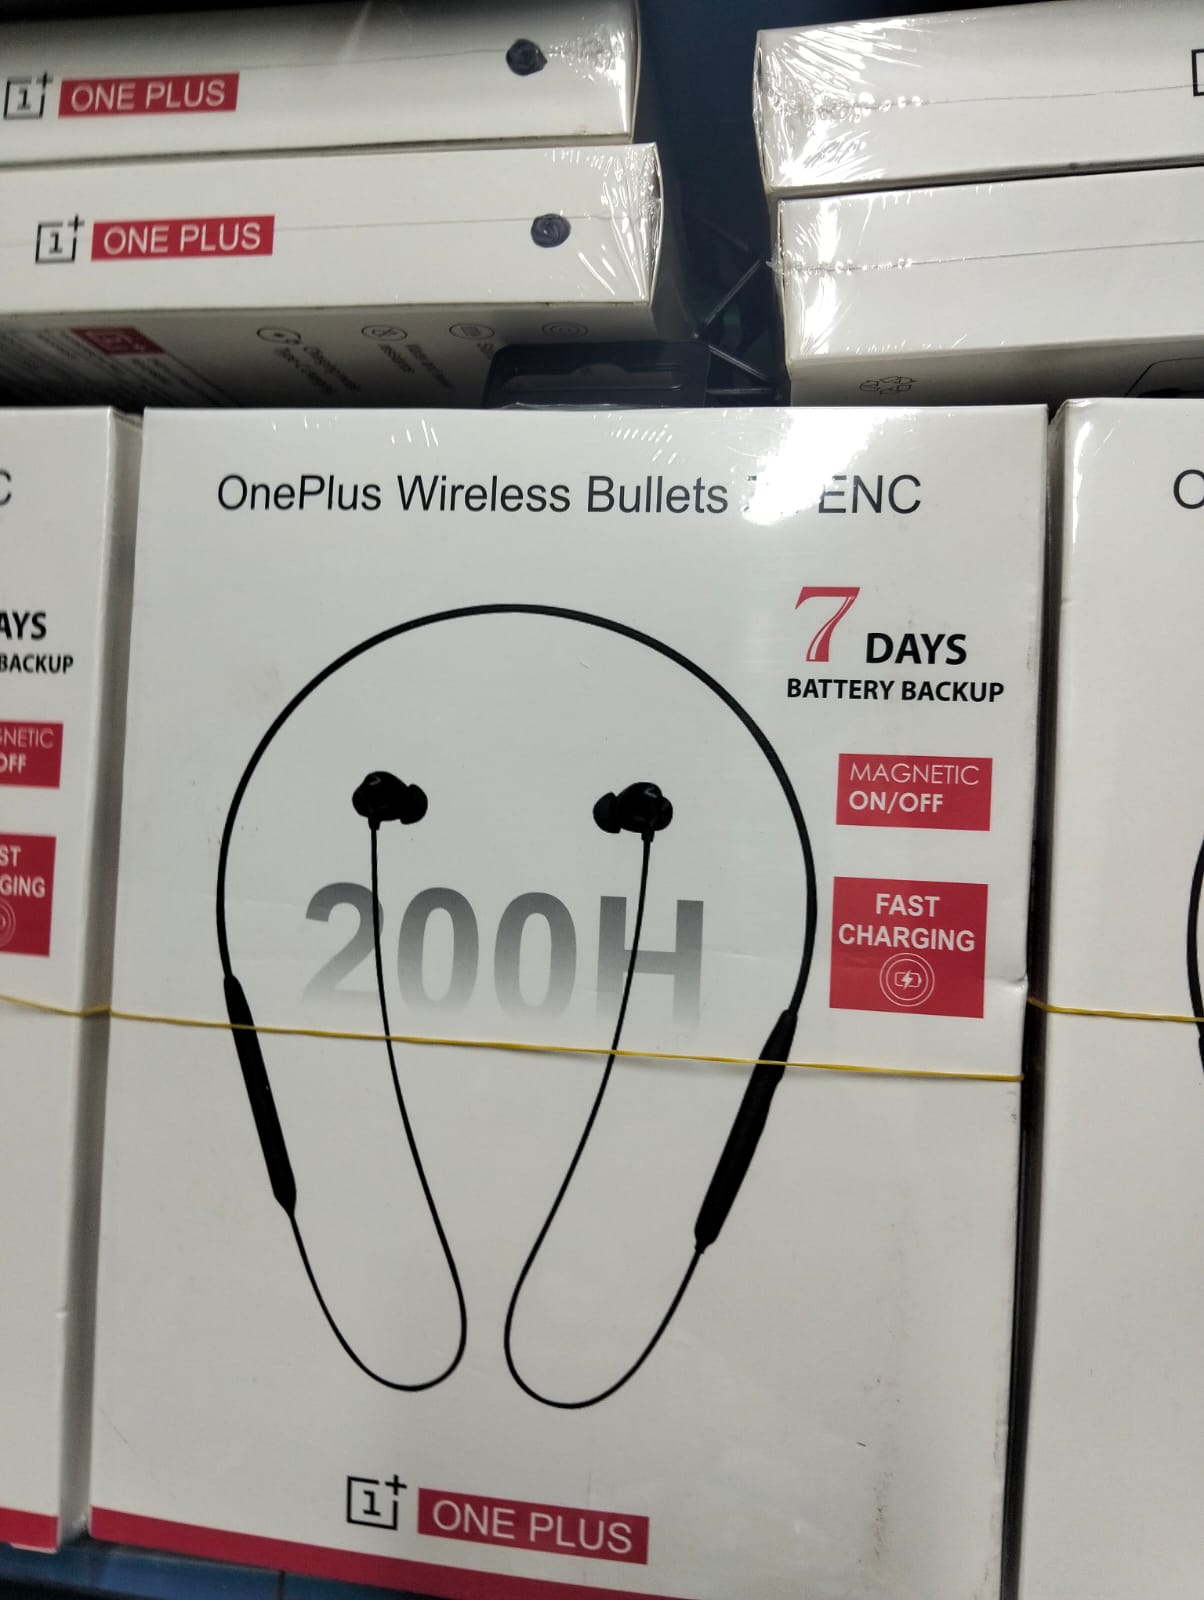 1+ ONE PLUS
1+ ONE PLUS
OnePlus Wireless Bullets ENC
7 DAYS
BATTERY BACKUP
MAGNETIC
ON/OFF
FAST
CHARGING
200H
1+ ONE PLUS
C
AYS
BACKUP
GNETIC
OFF
ST
GING